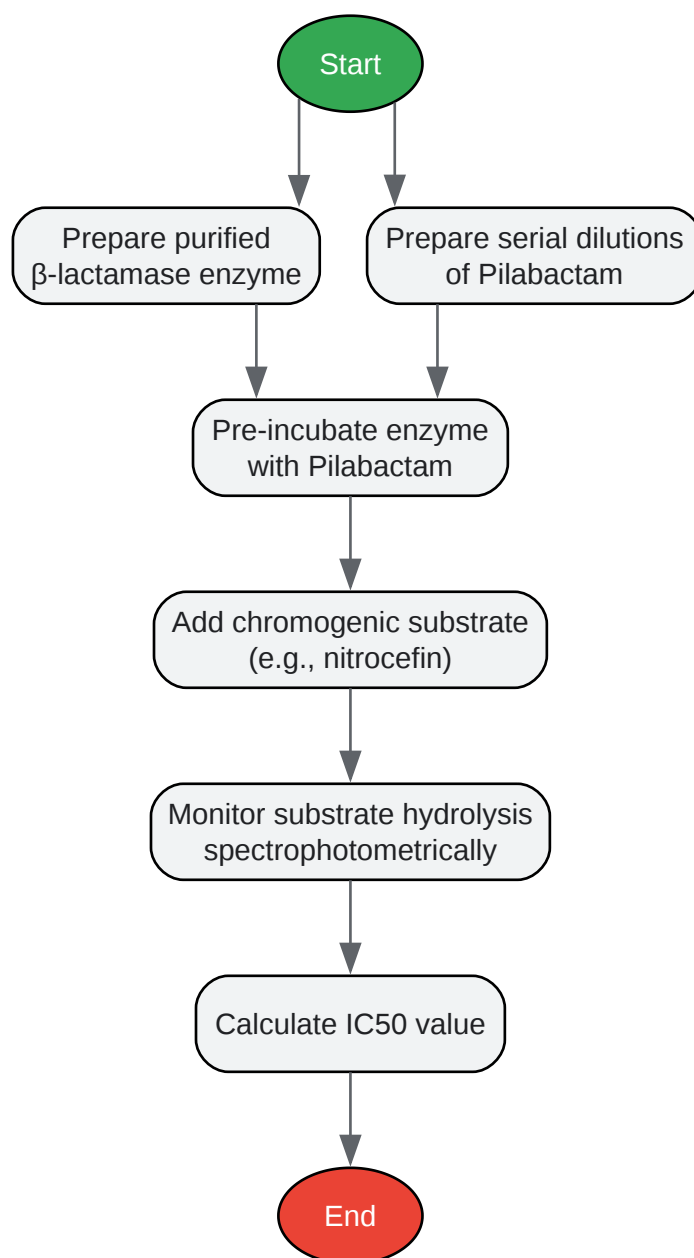 Start
Prepare purified
β-lactamase enzyme
Prepare serial dilutions
of Pilabactam
Pre-incubate enzyme
with Pilabactam
Add chromogenic substrate
(e.g., nitrocefin)
Monitor substrate hydrolysis
spectrophotometrically
Calculate IC50 value
End